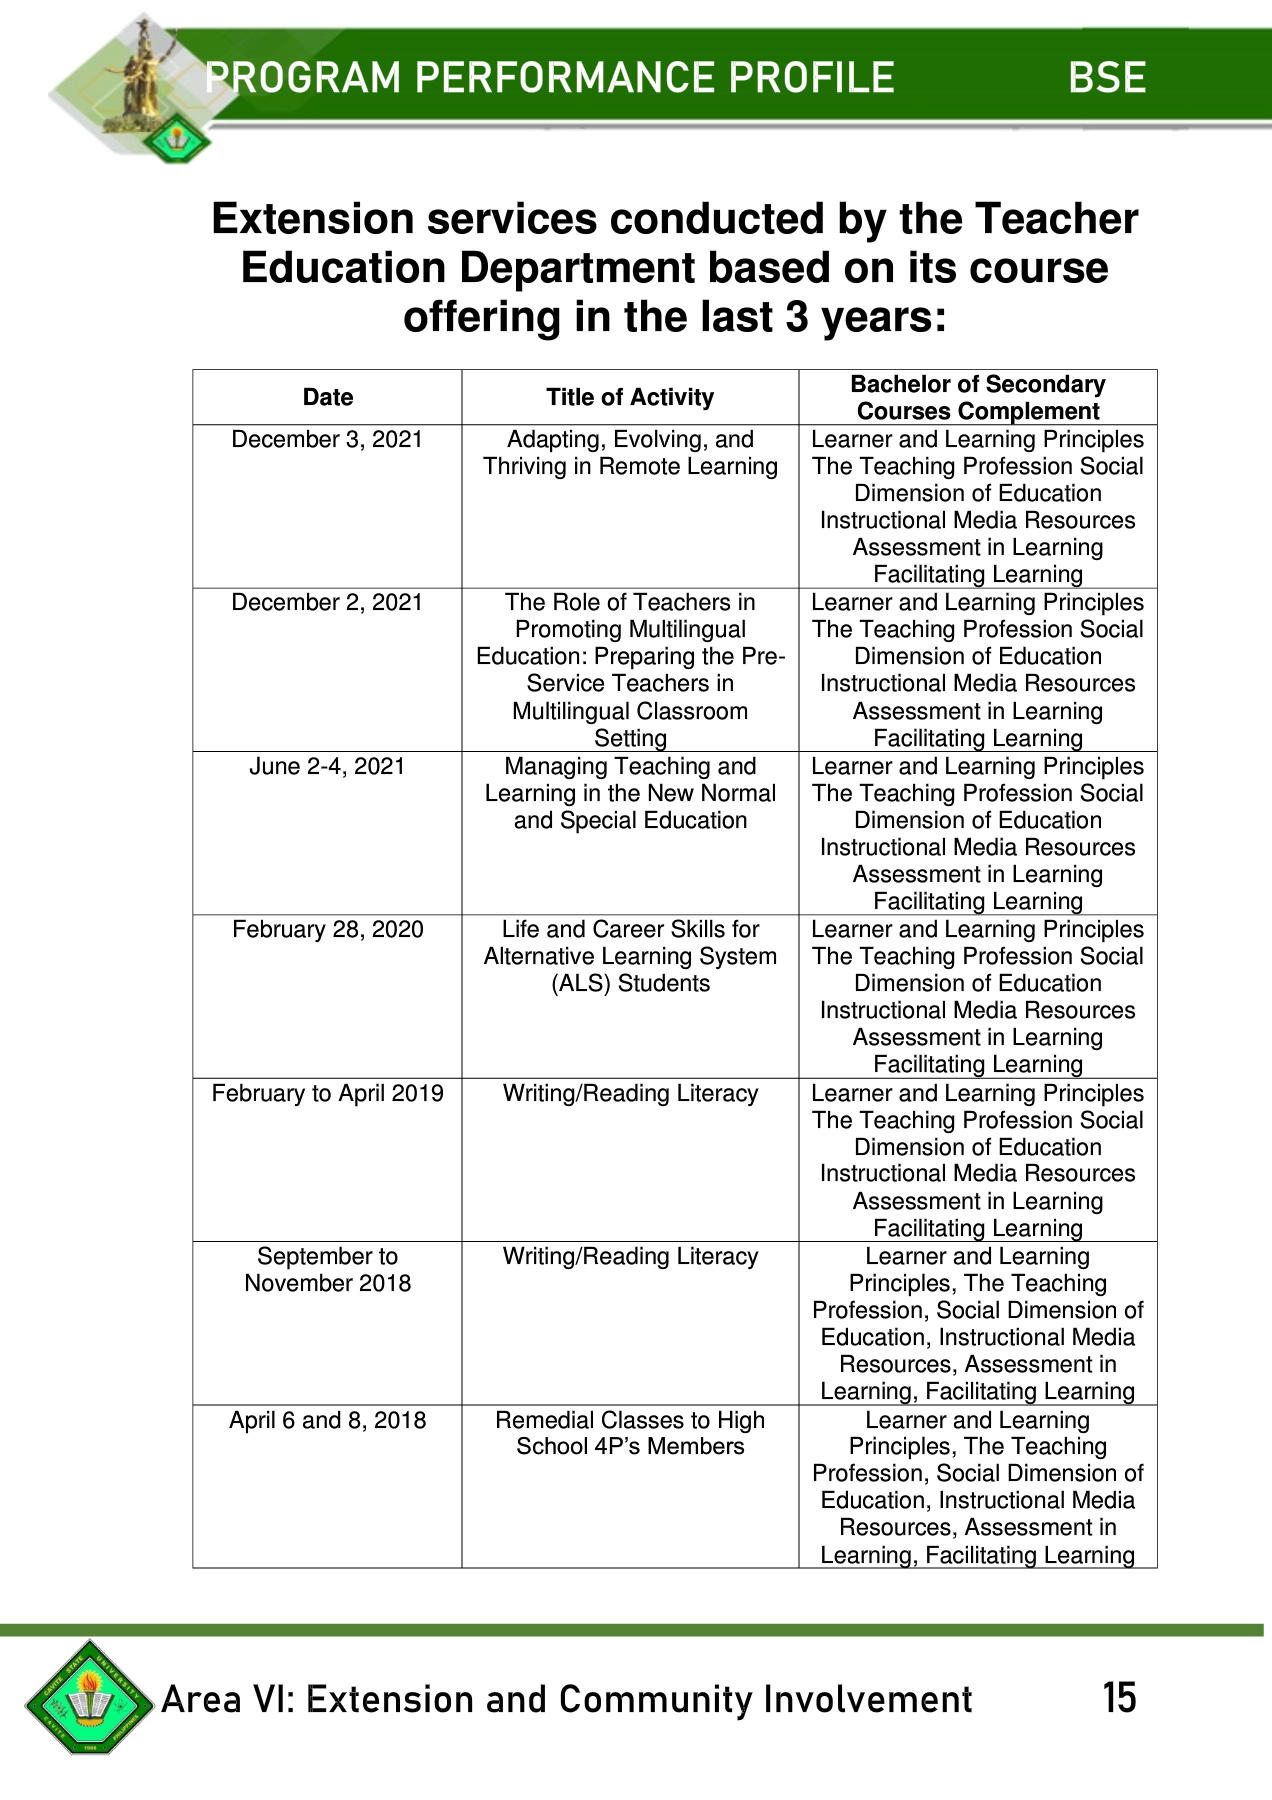 PROGRAM PERFORMANCE PROFILE BSE
Extension services conducted by the Teacher
Education Department based on its course
offering in the last 3 years:
Date
Title of Activity
Bachelor of Secondary
Courses Complement
December 3, 2021
Adapting, Evolving, and
Thriving in Remote Learning
Learner and Learning Principles
The Teaching Profession Social
Dimension of Education
Instructional Media Resources
Assessment in Learning
Facilitating Learning
December 2, 2021
The Role of Teachers in
Promoting Multilingual
Education: Preparing the Pre-
Service Teachers in
Multilingual Classroom
Setting
Learner and Learning Principles
The Teaching Profession Social
Dimension of Education
Instructional Media Resources
Assessment in Learning
Facilitating Learning
June 2-4, 2021
Managing Teaching and
Learning in the New Normal
and Special Education
Learner and Learning Principles
The Teaching Profession Social
Dimension of Education
Instructional Media Resources
Assessment in Learning
Facilitating Learning
February 28, 2020
Life and Career Skills for
Alternative Learning System
(ALS) Students
Learner and Learning Principles
The Teaching Profession Social
Dimension of Education
Instructional Media Resources
Assessment in Learning
Facilitating Learning
February to April 2019
Writing/Reading Literacy
Learner and Learning Principles
The Teaching Profession Social
Dimension of Education
Instructional Media Resources
Assessment in Learning
Facilitating Learning
September to
November 2018
Writing/Reading Literacy
Learner and Learning
Principles, The Teaching
Profession, Social Dimension of
Education, Instructional Media
Resources, Assessment in
Learning, Facilitating Learning
April 6 and 8, 2018
Remedial Classes to High
School 4P’s Members
Learner and Learning
Principles, The Teaching
Profession, Social Dimension of
Education, Instructional Media
Resources, Assessment in
Learning, Facilitating Learning
CAVITE STATE UNIVERSITY
CAVITE PHILIPPINES
1906
Area VI: Extension and Community Involvement 15